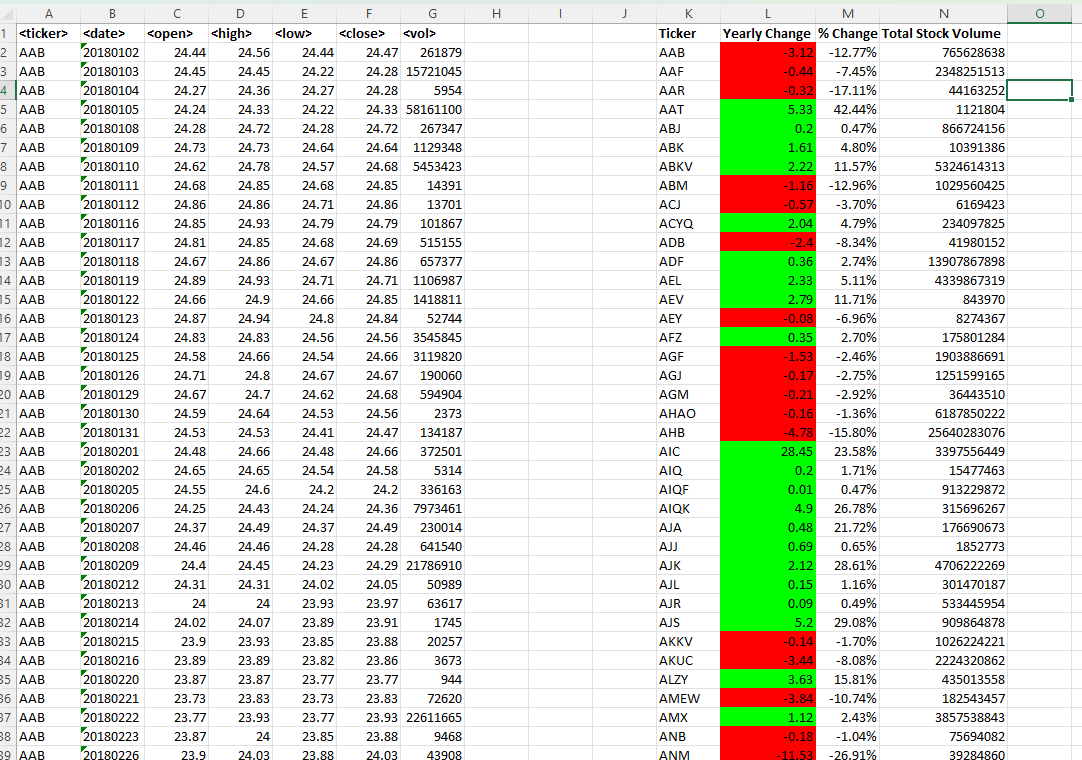 A B C D E F G H I J K L M N O
1 <ticker> <date> <open> <high> <low> <close> <vol> Ticker Yearly Change % Change Total Stock Volume
2 AAB 20180102 24.44 24.56 24.44 24.47 261879 AAB -3.12 -12.77% 765628638
3 AAB 20180103 24.45 24.45 24.22 24.28 15721045 AAF -0.44 -7.45% 2348251513
4 AAB 20180104 24.27 24.36 24.27 24.28 5954 AAR -0.32 -17.11% 44163252
5 AAB 20180105 24.24 24.33 24.22 24.33 58161100 AAT 5.33 42.44% 1121804
6 AAB 20180108 24.28 24.72 24.28 24.72 267347 ABJ 0.2 0.47% 866724156
7 AAB 20180109 24.73 24.73 24.64 24.64 1129348 ABK 1.61 4.80% 10391386
8 AAB 20180110 24.62 24.78 24.57 24.68 5453423 ABKV 2.22 11.57% 5324614313
9 AAB 20180111 24.68 24.85 24.68 24.85 14391 ABM -1.16 -12.96% 1029560425
10 AAB 20180112 24.86 24.86 24.71 24.86 13701 ACJ -0.57 -3.70% 6169423
11 AAB 20180116 24.85 24.93 24.79 24.79 101867 ACYQ 2.04 4.79% 234097825
12 AAB 20180117 24.81 24.85 24.68 24.69 515155 ADB -2.4 -8.34% 41980152
13 AAB 20180118 24.67 24.86 24.67 24.86 657377 ADF 0.36 2.74% 13907867898
14 AAB 20180119 24.89 24.93 24.71 24.71 1106987 AEL 2.33 5.11% 4339867319
15 AAB 20180122 24.66 24.9 24.66 24.85 1418811 AEV 2.79 11.71% 843970
16 AAB 20180123 24.87 24.94 24.8 24.84 52744 AEY -0.08 -6.96% 8274367
17 AAB 20180124 24.83 24.83 24.56 24.56 3545845 AFZ 0.35 2.70% 175801284
18 AAB 20180125 24.58 24.66 24.54 24.66 3119820 AGF -1.53 -2.46% 1903886691
19 AAB 20180126 24.71 24.8 24.67 24.67 190060 AGJ -0.17 -2.75% 1251599165
20 AAB 20180129 24.67 24.7 24.62 24.68 594904 AGM -0.21 -2.92% 36443510
21 AAB 20180130 24.59 24.64 24.53 24.56 2373 AHAO -0.16 -1.36% 6187850222
22 AAB 20180131 24.53 24.53 24.41 24.47 134187 AHB -4.78 -15.80% 25640283076
23 AAB 20180201 24.48 24.66 24.48 24.66 372501 AIC 28.45 23.58% 3397556449
24 AAB 20180202 24.65 24.65 24.54 24.58 5314 AIQ 0.2 1.71% 15477463
25 AAB 20180205 24.55 24.6 24.2 24.2 336163 AIQF 0.01 0.47% 913229872
26 AAB 20180206 24.25 24.43 24.24 24.36 7973461 AIQK 4.9 26.78% 315696267
27 AAB 20180207 24.37 24.49 24.37 24.49 230014 AJA 0.48 21.72% 176690673
28 AAB 20180208 24.46 24.46 24.28 24.28 641540 AJJ 0.69 0.65% 1852773
29 AAB 20180209 24.4 24.45 24.23 24.29 21786910 AJK 2.12 28.61% 4706222269
30 AAB 20180212 24.31 24.31 24.02 24.05 50989 AJL 0.15 1.16% 301470187
31 AAB 20180213 24 24 23.93 23.97 63617 AJR 0.09 0.49% 533445954
32 AAB 20180214 24.02 24.07 23.89 23.91 1745 AJS 5.2 29.08% 909864878
33 AAB 20180215 23.9 23.93 23.85 23.88 20257 AKKV -0.14 -1.70% 1026224221
34 AAB 20180216 23.89 23.89 23.82 23.86 3673 AKUC -3.44 -8.08% 2224320862
35 AAB 20180220 23.87 23.87 23.77 23.77 944 ALZY 3.63 15.81% 435013558
36 AAB 20180221 23.73 23.83 23.73 23.83 72620 AMEW -3.84 -10.74% 182543457
37 AAB 20180222 23.77 23.93 23.77 23.93 22611665 AMX 1.12 2.43% 3857538843
38 AAB 20180223 23.87 24 23.85 23.88 9468 ANB -0.18 -1.04% 75694082
39 AAB 20180226 23.9 24.03 23.88 24.03 43908 ANM -11.53 -26.91% 39284860